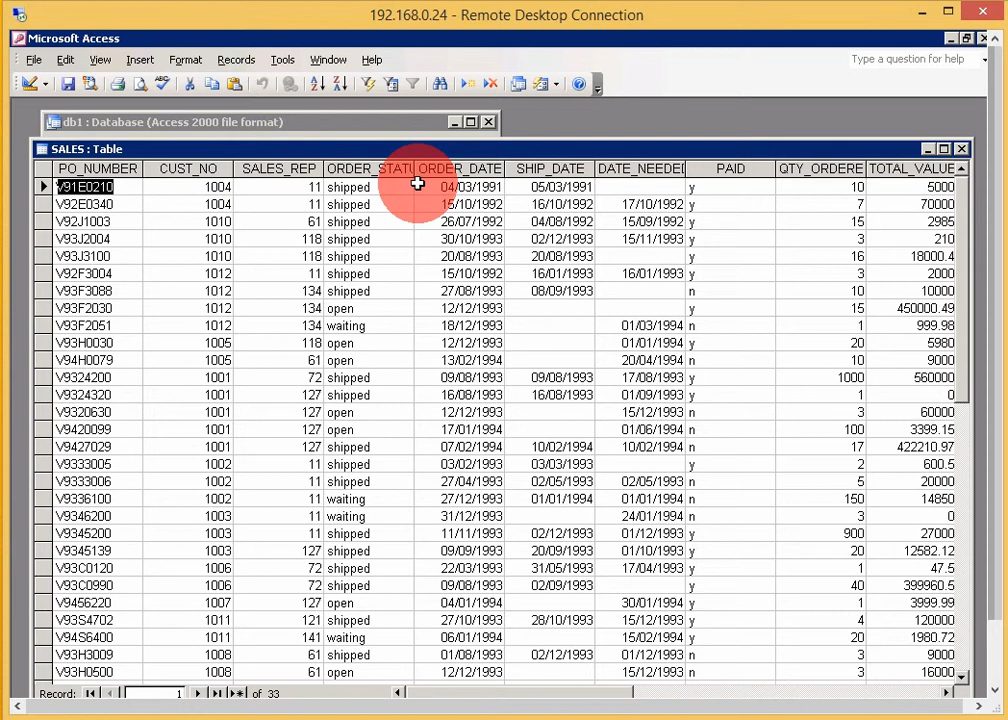 192.168.0.24 - Remote Desktop Connection
Microsoft Access
File Edit View Insert Format Records Tools Window Help Type a question for help
db1 : Database (Access 2000 file format)
SALES : Table
PO_NUMBER CUST_NO SALES_REP ORDER_STATU ORDER_DATE SHIP_DATE DATE_NEEDEI PAID QTY_ORDERE TOTAL_VALUE
V91E0210 1004 11 shipped 04/03/1991 05/03/1991 y 10 5000
V92E0340 1004 11 shipped 15/10/1992 16/10/1992 17/10/1992 y 7 70000
V92J1003 1010 61 shipped 26/07/1992 04/08/1992 15/09/1992 y 15 2985
V93J2004 1010 118 shipped 30/10/1993 02/12/1993 15/11/1993 y 3 210
V93J3100 1010 118 shipped 20/08/1993 20/08/1993 y 16 18000.4
V92F3004 1012 11 shipped 15/10/1992 16/01/1993 16/01/1993 y 3 2000
V93F3088 1012 134 shipped 27/08/1993 08/09/1993 n 10 10000
V93F2030 1012 134 open 12/12/1993 y 15 450000.49
V93F2051 1012 134 waiting 18/12/1993 01/03/1994 n 1 999.98
V93H0030 1005 118 open 12/12/1993 01/01/1994 y 20 5980
V94H0079 1005 61 open 13/02/1994 20/04/1994 n 10 9000
V9324200 1001 72 shipped 09/08/1993 09/08/1993 17/08/1993 y 1000 560000
V9324320 1001 127 shipped 16/08/1993 16/08/1993 01/09/1993 y 1 0
V9320630 1001 127 open 12/12/1993 15/12/1993 n 3 60000
V9420099 1001 127 open 17/01/1993 01/06/1994 n 100 3399.15
V9427029 1001 127 shipped 07/02/1994 10/02/1994 10/02/1994 n 17 422210.97
V9333005 1002 11 shipped 03/02/1993 03/03/1993 y 2 600.5
V9333006 1002 11 shipped 27/04/1993 02/05/1993 02/05/1993 n 5 20000
V9336100 1002 11 waiting 27/12/1993 01/01/1994 01/01/1994 n 150 14850
V9346200 1003 11 waiting 31/12/1993 24/01/1994 n 3 0
V9345200 1003 11 shipped 11/11/1993 02/12/1993 01/12/1993 y 900 27000
V9345139 1003 127 shipped 09/09/1993 20/09/1993 01/10/1993 y 20 12582.12
V93C0120 1006 72 shipped 22/03/1993 31/05/1993 17/04/1993 y 1 47.5
V93C0990 1006 72 shipped 09/08/1993 02/09/1993 y 40 399960.5
V9456220 1007 127 open 04/01/1994 30/01/1994 y 1 3999.99
V93S4702 1011 121 shipped 27/10/1993 28/10/1993 15/12/1993 y 4 120000
V94S6400 1011 141 waiting 06/01/1994 15/02/1994 y 20 1980.72
V93H3009 1008 61 shipped 01/08/1993 02/12/1993 01/12/1993 n 3 9000
V93H0500 1008 61 open 12/12/1993 15/12/1993 n 3 16000
Record: 1 of 33